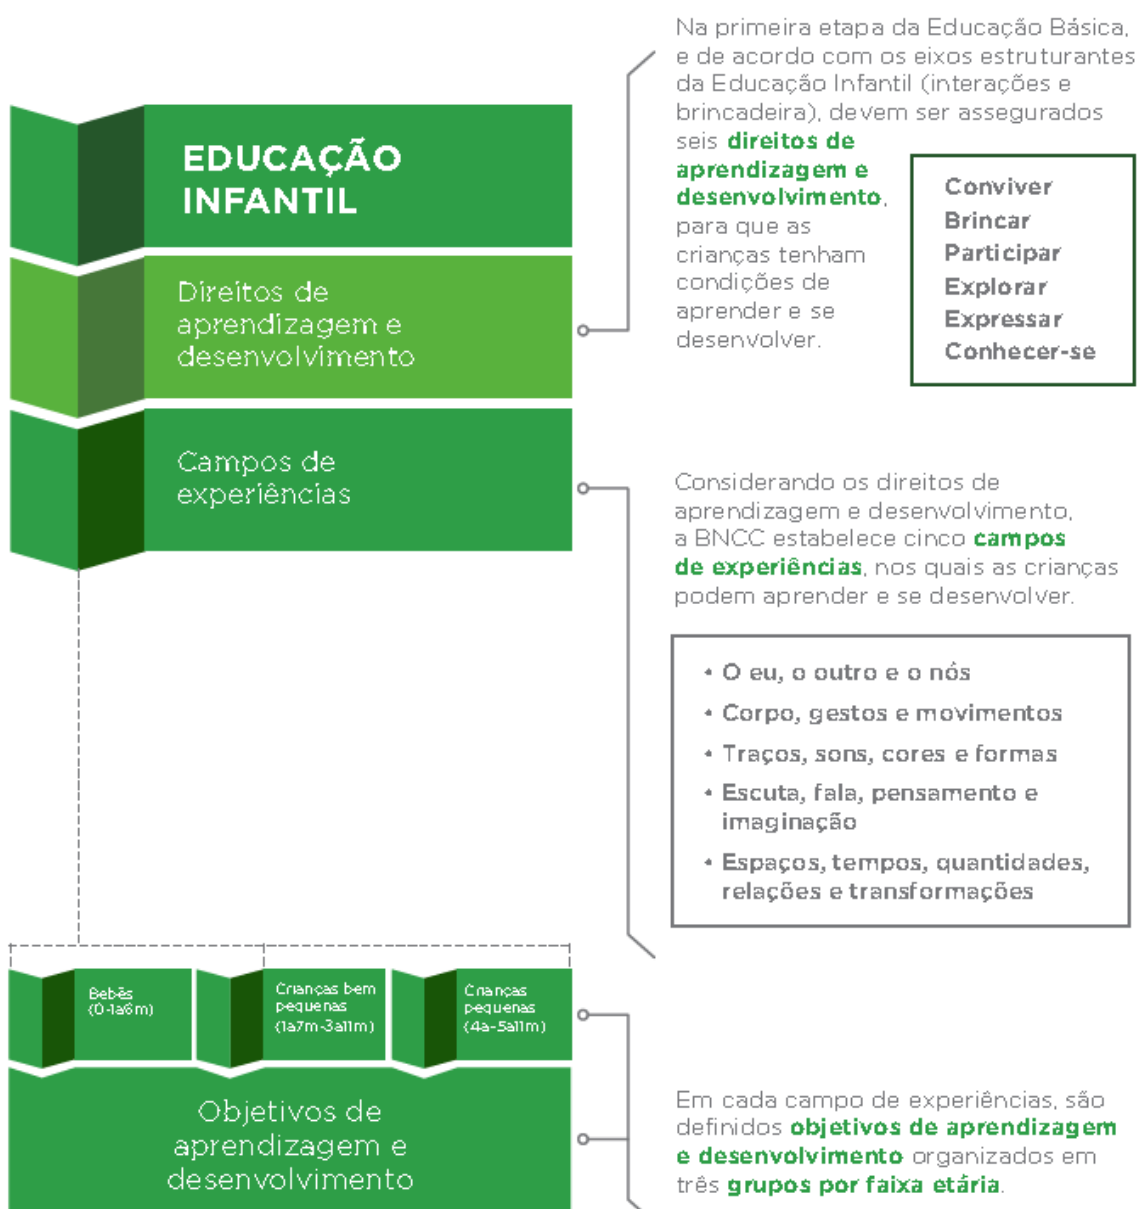 EDUCAÇÃO
INFANTIL
Direitos de
aprendizagem e
desenvolvimento
Na primeira etapa da Educação Básica,
e de acordo com os eixos estruturantes
da Educação Infantil (interações e
brincadeira), devem ser assegurados
seis direitos de
aprendizagem e
desenvolvimento,
para que as
crianças tenham
condições de
aprender e se
desenvolver.
Conviver
Brincar
Participar
Explorar
Expressar
Conhecer-se
Campos de
experiências
Considerando os direitos de
aprendizagem e desenvolvimento,
a BNCC estabelece cinco campos
de experiências, nos quais as crianças
podem aprender e se desenvolver.
• O eu, o outro e o nós
• Corpo, gestos e movimentos
• Traços, sons, cores e formas
• Escuta, fala, pensamento e
imaginação
• Espaços, tempos, quantidades,
relações e transformações
Bebês
(0-1a6m)
Crianças bem
pequenas
(1a7m-3a11m)
Crianças
pequenas
(4a-5a11m)
Objetivos de
aprendizagem e
desenvolvimento
Em cada campo de experiências, são
definidos objetivos de aprendizagem
e desenvolvimento organizados em
três grupos por faixa etária.